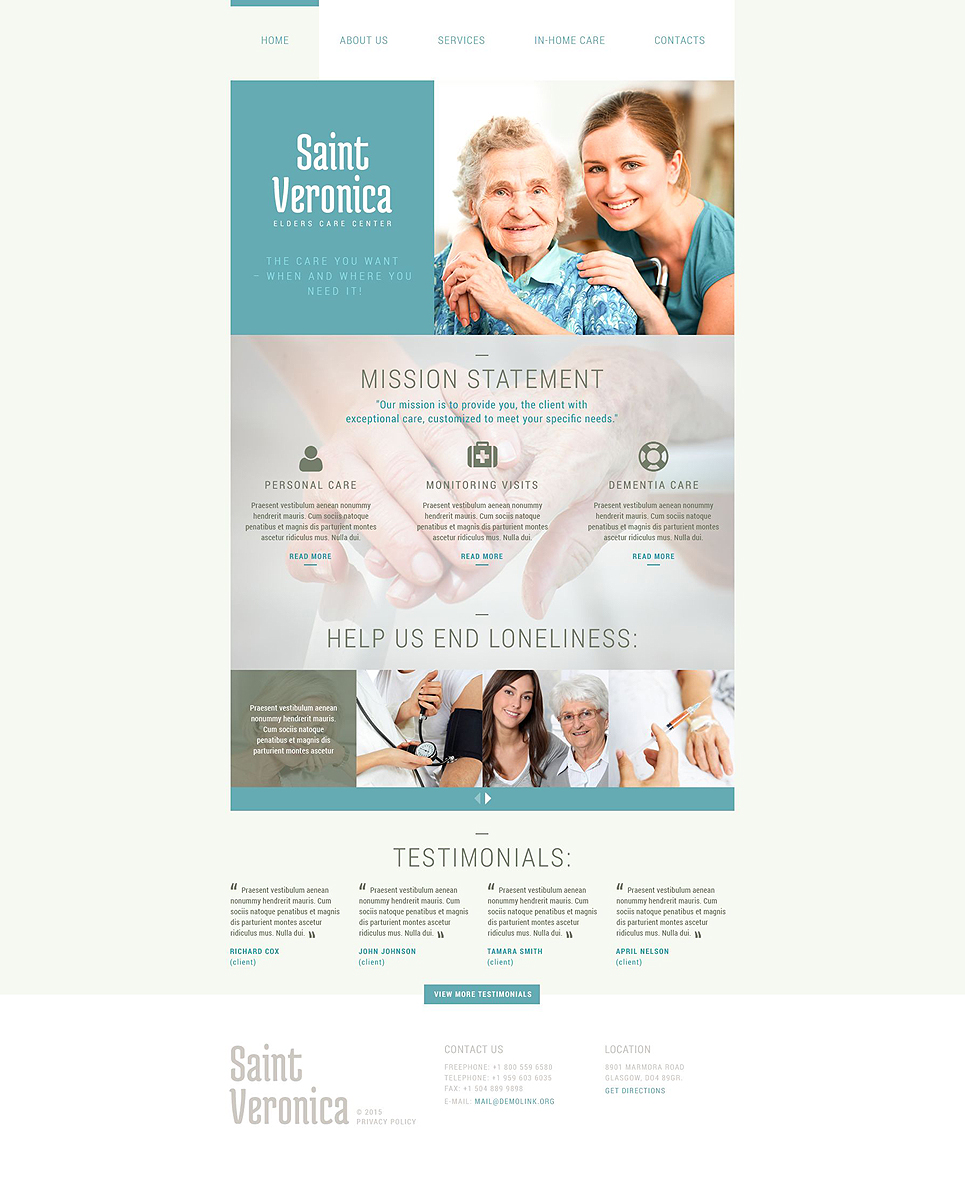 HOME
ABOUT US
SERVICES
IN-HOME CARE
CONTACTS
Saint
Veronica
ELDERS CARE CENTER
THE CARE YOU WANT
– WHEN AND WHERE YOU
NEED IT!
MISSION STATEMENT
"Our mission is to provide you, the client with
exceptional care, customized to meet your specific needs."
PERSONAL CARE
Praesent vestibulum aenean nonummy
hendrerit mauris. Cum sociis natoque
penatibus et magnis dis parturient montes
ascetur ridiculus mus. Nulla dui.
READ MORE
MONITORING VISITS
Praesent vestibulum aenean nonummy
hendrerit mauris. Cum sociis natoque
penatibus et magnis dis parturient montes
ascetur ridiculus mus. Nulla dui.
READ MORE
DEMENTIA CARE
Praesent vestibulum aenean nonummy
hendrerit mauris. Cum sociis natoque
penatibus et magnis dis parturient montes
ascetur ridiculus mus. Nulla dui.
READ MORE
HELP US END LONELINESS:
Praesent vestibulum aenean
nonummy hendrerit mauris.
Cum sociis natoque
penatibus et magnis dis
parturient montes ascetur
TESTIMONIALS:
“ Praesent vestibulum aenean
nonummy hendrerit mauris. Cum
sociis natoque penatibus et magnis
dis parturient montes ascetur
ridiculus mus. Nulla dui. ”
RICHARD COX
(client)
“ Praesent vestibulum aenean
nonummy hendrerit mauris. Cum
sociis natoque penatibus et magnis
dis parturient montes ascetur
ridiculus mus. Nulla dui. ”
JOHN JOHNSON
(client)
“ Praesent vestibulum aenean
nonummy hendrerit mauris. Cum
sociis natoque penatibus et magnis
dis parturient montes ascetur
ridiculus mus. Nulla dui. ”
TAMARA SMITH
(client)
“ Praesent vestibulum aenean
nonummy hendrerit mauris. Cum
sociis natoque penatibus et magnis
dis parturient montes ascetur
ridiculus mus. Nulla dui. ”
APRIL NELSON
(client)
VIEW MORE TESTIMONIALS
Saint
Veronica
© 2015
PRIVACY POLICY
CONTACT US
FREEPHONE: +1 800 559 6580
TELEPHONE: +1 959 603 6035
FAX: +1 504 889 9898
E-MAIL: MAIL@DEMOLINK.ORG
LOCATION
8901 MARMORA ROAD
GLASGOW, DO4 89GR.
GET DIRECTIONS